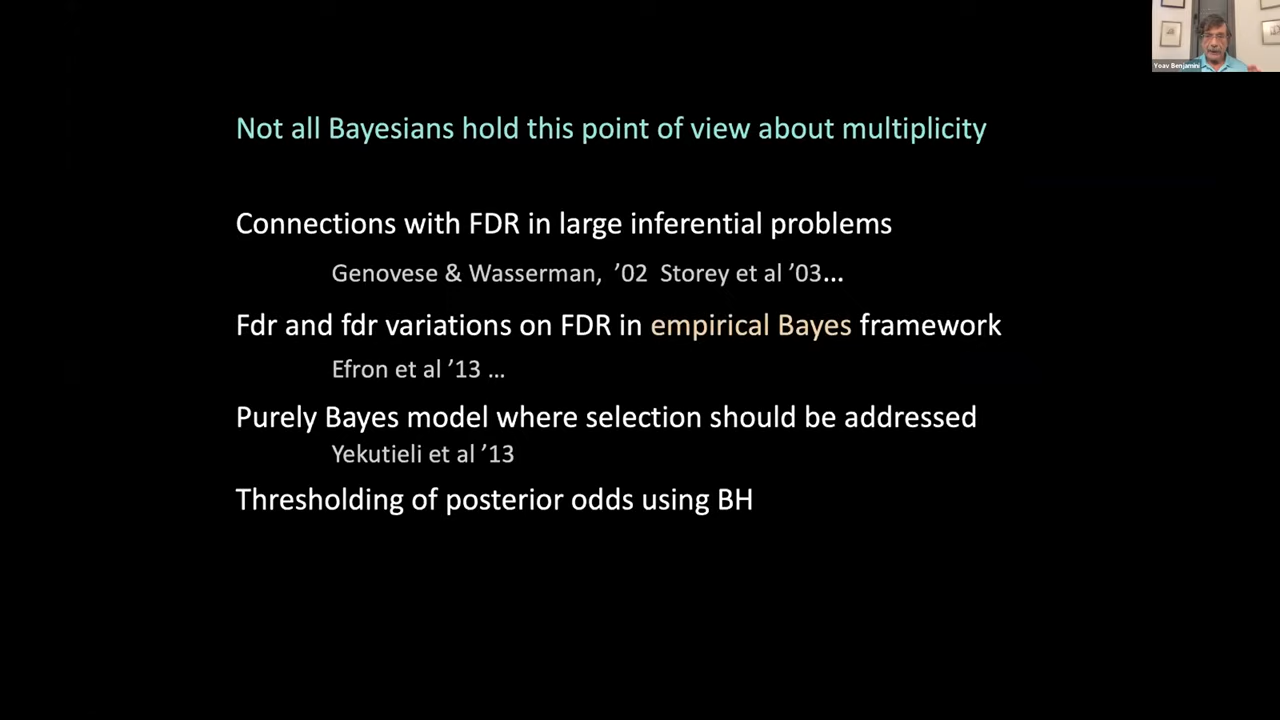 Yoav Benjamini
Not all Bayesians hold this point of view about multiplicity
Connections with FDR in large inferential problems
Genovese & Wasserman, ’02 Storey et al ’03...
Fdr and fdr variations on FDR in empirical Bayes framework
Efron et al ’13 ...
Purely Bayes model where selection should be addressed
Yekutieli et al ’13
Thresholding of posterior odds using BH